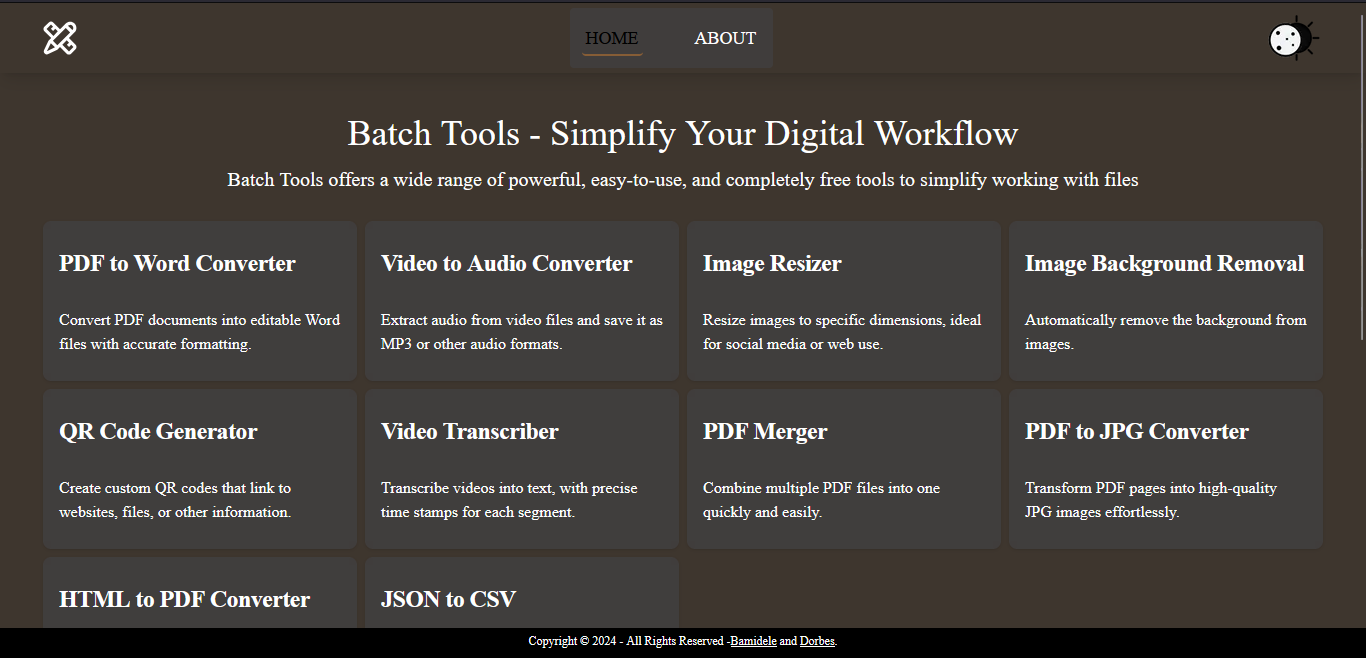 HOME ABOUT
Batch Tools - Simplify Your Digital Workflow
Batch Tools offers a wide range of powerful, easy-to-use, and completely free tools to simplify working with files
PDF to Word Converter
Convert PDF documents into editable Word
files with accurate formatting.
Video to Audio Converter
Extract audio from video files and save it as
MP3 or other audio formats.
Image Resizer
Resize images to specific dimensions, ideal
for social media or web use.
Image Background Removal
Automatically remove the background from
images.
QR Code Generator
Create custom QR codes that link to
websites, files, or other information.
Video Transcriber
Transcribe videos into text, with precise
time stamps for each segment.
PDF Merger
Combine multiple PDF files into one
quickly and easily.
PDF to JPG Converter
Transform PDF pages into high-quality
JPG images effortlessly.
HTML to PDF Converter
JSON to CSV
Copyright © 2024 - All Rights Reserved -Bamidele and Dorbes.